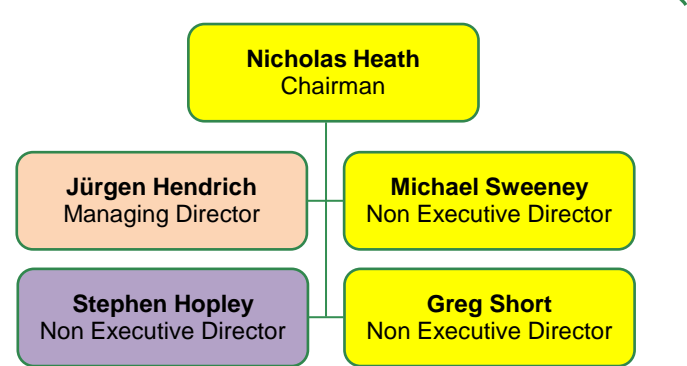 Nicholas Heath
Chairman
Jürgen Hendrich
Managing Director
Michael Sweeney
Non Executive Director
Stephen Hopley
Non Executive Director
Greg Short
Non Executive Director